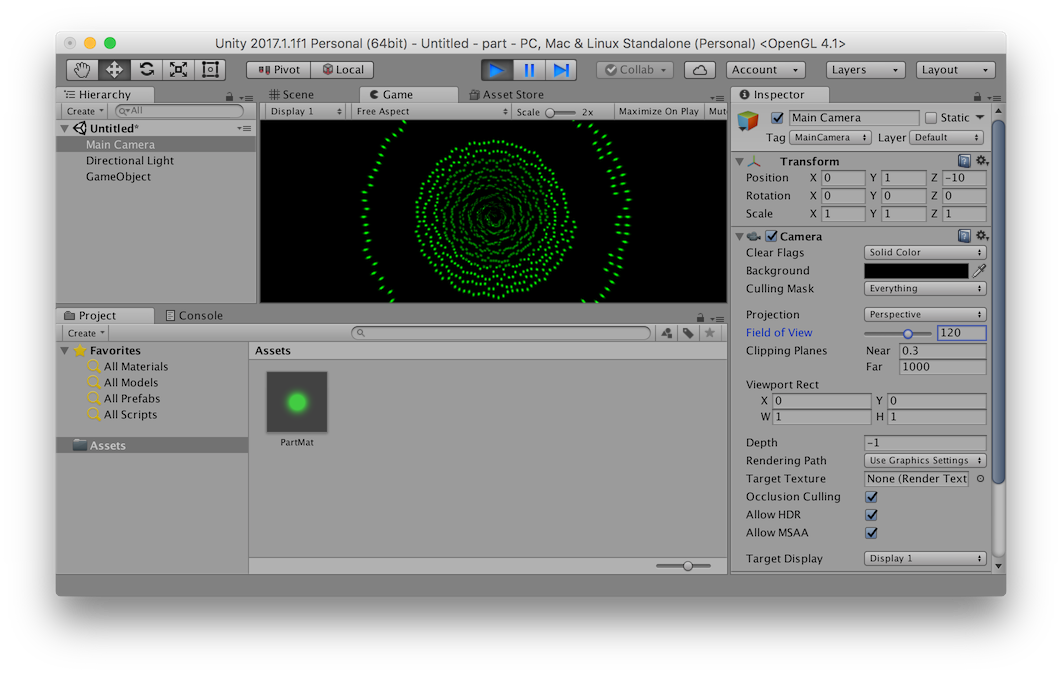 Unity 2017.1.1f1 Personal (64bit) - Untitled - part - PC, Mac & Linux Standalone (Personal) <OpenGL 4.1>
Pivot Local Collab Account Layers Layout
Hierarchy
Create All
Untitled*
Main Camera
Directional Light
GameObject
Scene Game Asset Store
Display 1 Free Aspect Scale 2x Maximize On Play Mut
Project Console
Create
Favorites
All Materials
All Models
All Prefabs
All Scripts
Assets
Assets
PartMat
Inspector
Main Camera Static
Tag MainCamera Layer Default
Transform
Position X 0 Y 1 Z -10
Rotation X 0 Y 0 Z 0
Scale X 1 Y 1 Z 1
Camera
Clear Flags Solid Color
Background
Culling Mask Everything
Projection Perspective
Field of View 120
Clipping Planes Near 0.3
Far 1000
Viewport Rect
X 0 Y 0
W 1 H 1
Depth -1
Rendering Path Use Graphics Settings
Target Texture None (Render Text
Occlusion Culling
Allow HDR
Allow MSAA
Target Display Display 1